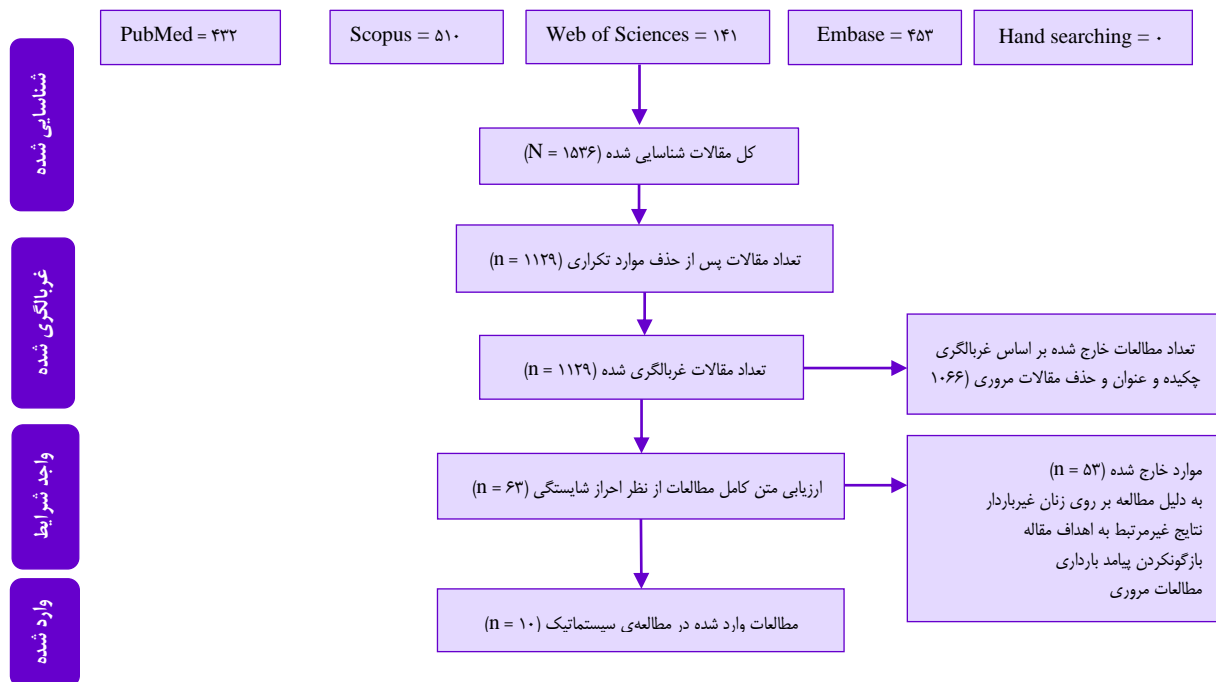 PubMed = ۴۳۲
Scopus = ۵۱۰
Web of Sciences = ۱۴۱
Embase = ۴۵۳
Hand searching = ۰
شناسایی شده
کل مقالات شناسایی شده (N = ۱۵۳۶)
غربالگری شده
تعداد مقالات پس از حذف موارد تکراری (n = ۱۱۲۹)
تعداد مقالات غربالگری شده (n = ۱۱۲۹)
تعداد مطالعات خارج شده بر اساس غربالگری
چکیده و عنوان و حذف مقالات مروری (۱۰۶۶
واجد شرایط
ارزیابی متن کامل مطالعات از نظر احراز شایستگی (n = ۶۳)
موارد خارج شده (n = ۵۳)
به دلیل مطالعه بر روی زنان غیرباردار
نتایج غیرمرتبط به اهداف مقاله
بازگونکردن پیامد بارداری
مطالعات مروری
وارد شده
مطالعات وارد شده در مطالعه‌ی سیستماتیک (n = ۱۰)